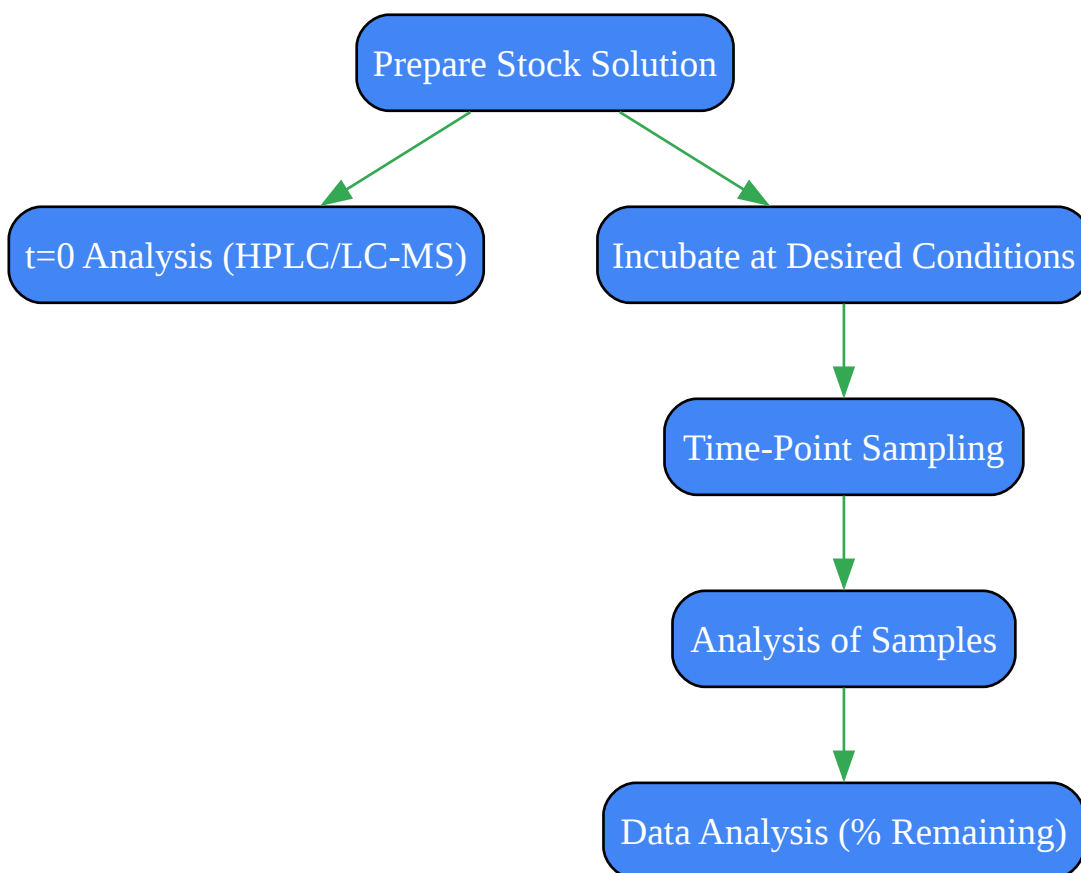 Prepare Stock Solution
t=0 Analysis (HPLC/LC-MS)
Incubate at Desired Conditions
Time-Point Sampling
Analysis of Samples
Data Analysis (% Remaining)